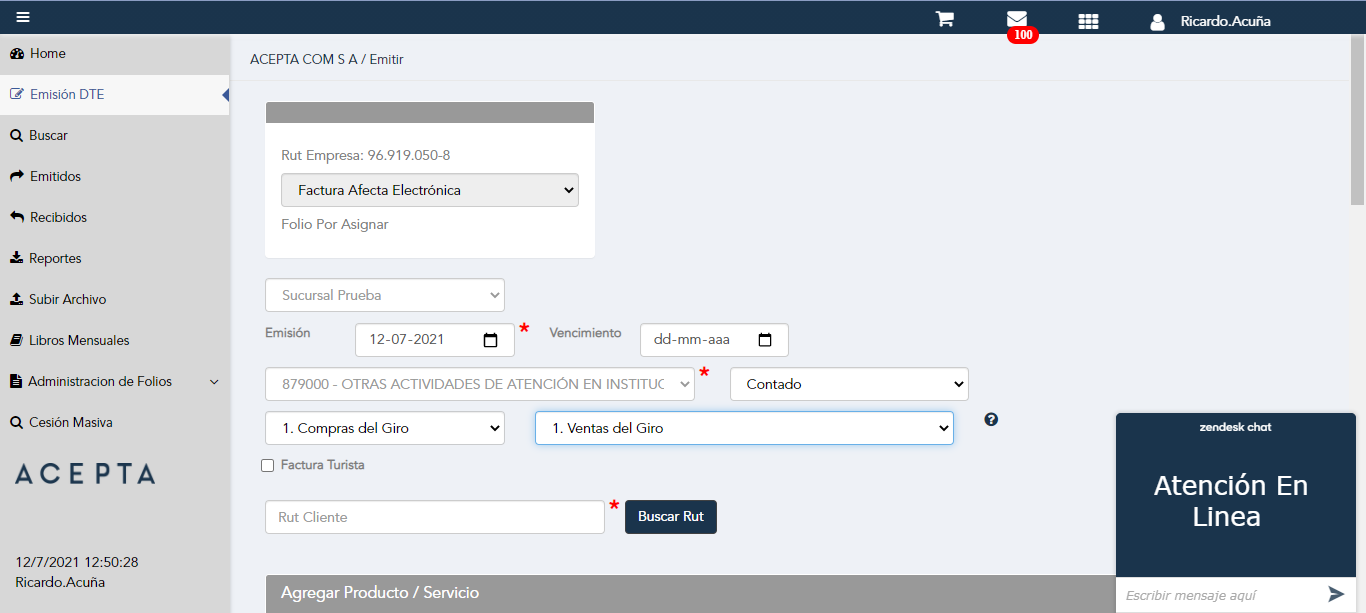 100
Ricardo.Acuña
Home
Emisión DTE
Buscar
Emitidos
Recibidos
Reportes
Subir Archivo
Libros Mensuales
Administracion de Folios
Cesión Masiva
ACEPTA
12/7/2021 12:50:28
Ricardo.Acuña
ACEPTA COM S A / Emitir
Rut Empresa: 96.919.050-8
Factura Afecta Electrónica
Folio Por Asignar
Sucursal Prueba
Emisión 12-07-2021 * Vencimiento dd-mm-aaa
879000 - OTRAS ACTIVIDADES DE ATENCIÓN EN INSTITUC * Contado
1. Compras del Giro 1. Ventas del Giro ?
Factura Turista
Rut Cliente * Buscar Rut
Agregar Producto / Servicio
zendesk chat
Atención En
Linea
Escribir mensaje aquí